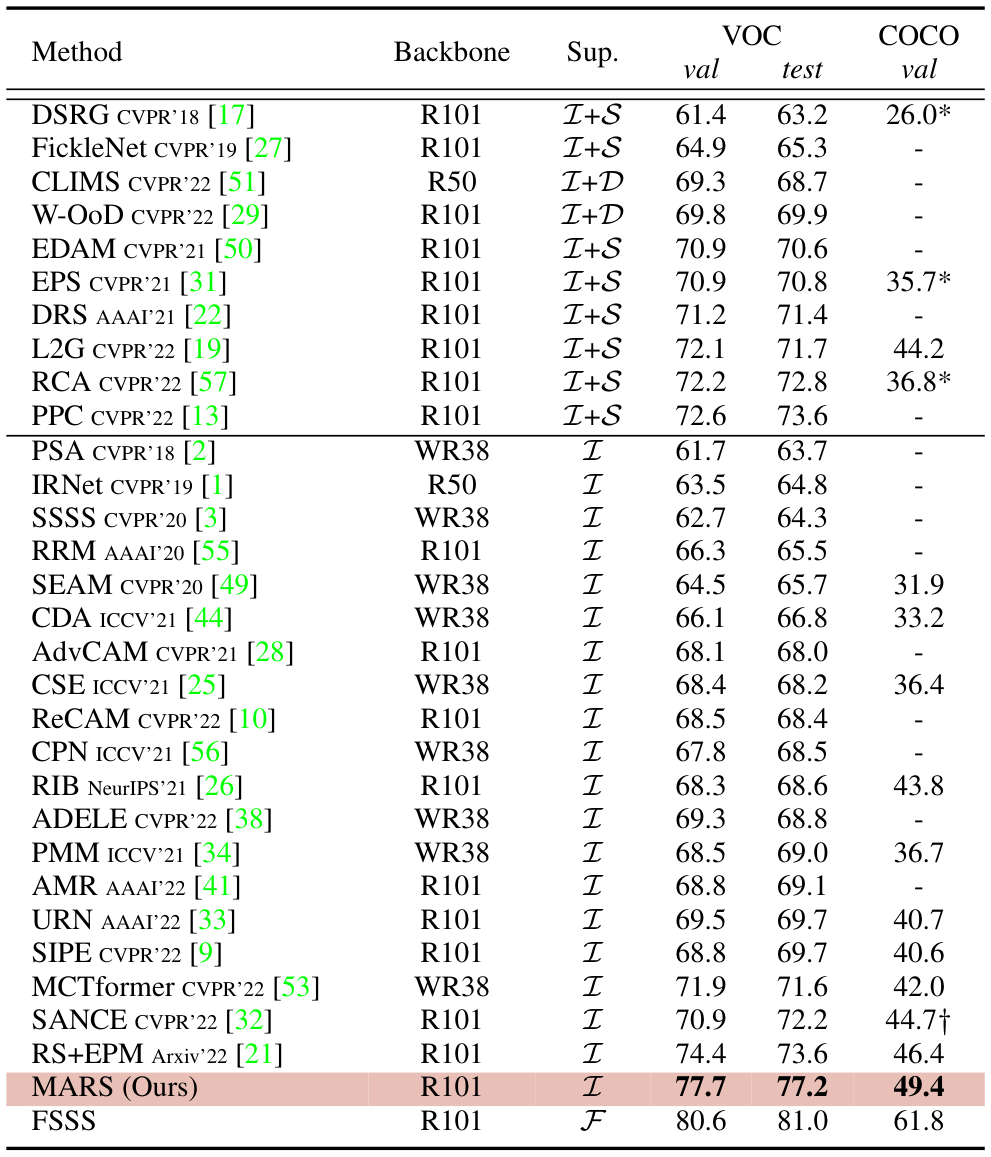 Method Backbone Sup. VOC COCO
val test val
DSRG CVPR'18 [17] R101 I+S 61.4 63.2 26.0*
FickleNet CVPR'19 [27] R101 I+S 64.9 65.3 -
CLIMS CVPR'22 [51] R50 I+D 69.3 68.7 -
W-OoD CVPR'22 [29] R101 I+D 69.8 69.9 -
EDAM CVPR'21 [50] R101 I+S 70.9 70.6 -
EPS CVPR'21 [31] R101 I+S 70.9 70.8 35.7*
DRS AAAI'21 [22] R101 I+S 71.2 71.4 -
L2G CVPR'22 [19] R101 I+S 72.1 71.7 44.2
RCA CVPR'22 [57] R101 I+S 72.2 72.8 36.8*
PPC CVPR'22 [13] R101 I+S 72.6 73.6 -
PSA CVPR'18 [2] WR38 I 61.7 63.7 -
IRNet CVPR'19 [1] R50 I 63.5 64.8 -
SSSS CVPR'20 [3] WR38 I 62.7 64.3 -
RRM AAAI'20 [55] R101 I 66.3 65.5 -
SEAM CVPR'20 [49] WR38 I 64.5 65.7 31.9
CDA ICCV'21 [44] WR38 I 66.1 66.8 33.2
AdvCAM CVPR'21 [28] R101 I 68.1 68.0 -
CSE ICCV'21 [25] WR38 I 68.4 68.2 36.4
ReCAM CVPR'22 [10] R101 I 68.5 68.4 -
CPN ICCV'21 [56] WR38 I 67.8 68.5 -
RIB NeurIPS'21 [26] R101 I 68.3 68.6 43.8
ADELE CVPR'22 [38] WR38 I 69.3 68.8 -
PMM ICCV'21 [34] WR38 I 68.5 69.0 36.7
AMR AAAI'22 [41] R101 I 68.8 69.1 -
URN AAAI'22 [33] R101 I 69.5 69.7 40.7
SIPE CVPR'22 [9] R101 I 68.8 69.7 40.6
MCTformer CVPR'22 [53] WR38 I 71.9 71.6 42.0
SANCE CVPR'22 [32] R101 I 70.9 72.2 44.7†
RS+EPM Arxiv'22 [21] R101 I 74.4 73.6 46.4
MARS (Ours) R101 I 77.7 77.2 49.4
FSSS R101 F 80.6 81.0 61.8